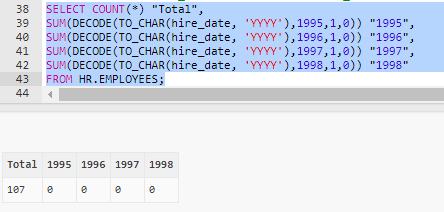 38 SELECT COUNT(*) "Total",
39 SUM(DECODE(TO_CHAR(hire_date, 'YYYY'),1995,1,0)) "1995",
40 SUM(DECODE(TO_CHAR(hire_date, 'YYYY'),1996,1,0)) "1996",
41 SUM(DECODE(TO_CHAR(hire_date, 'YYYY'),1997,1,0)) "1997",
42 SUM(DECODE(TO_CHAR(hire_date, 'YYYY'),1998,1,0)) "1998"
43 FROM HR.EMPLOYEES;
44
Total 1995 1996 1997 1998
107 0 0 0 0